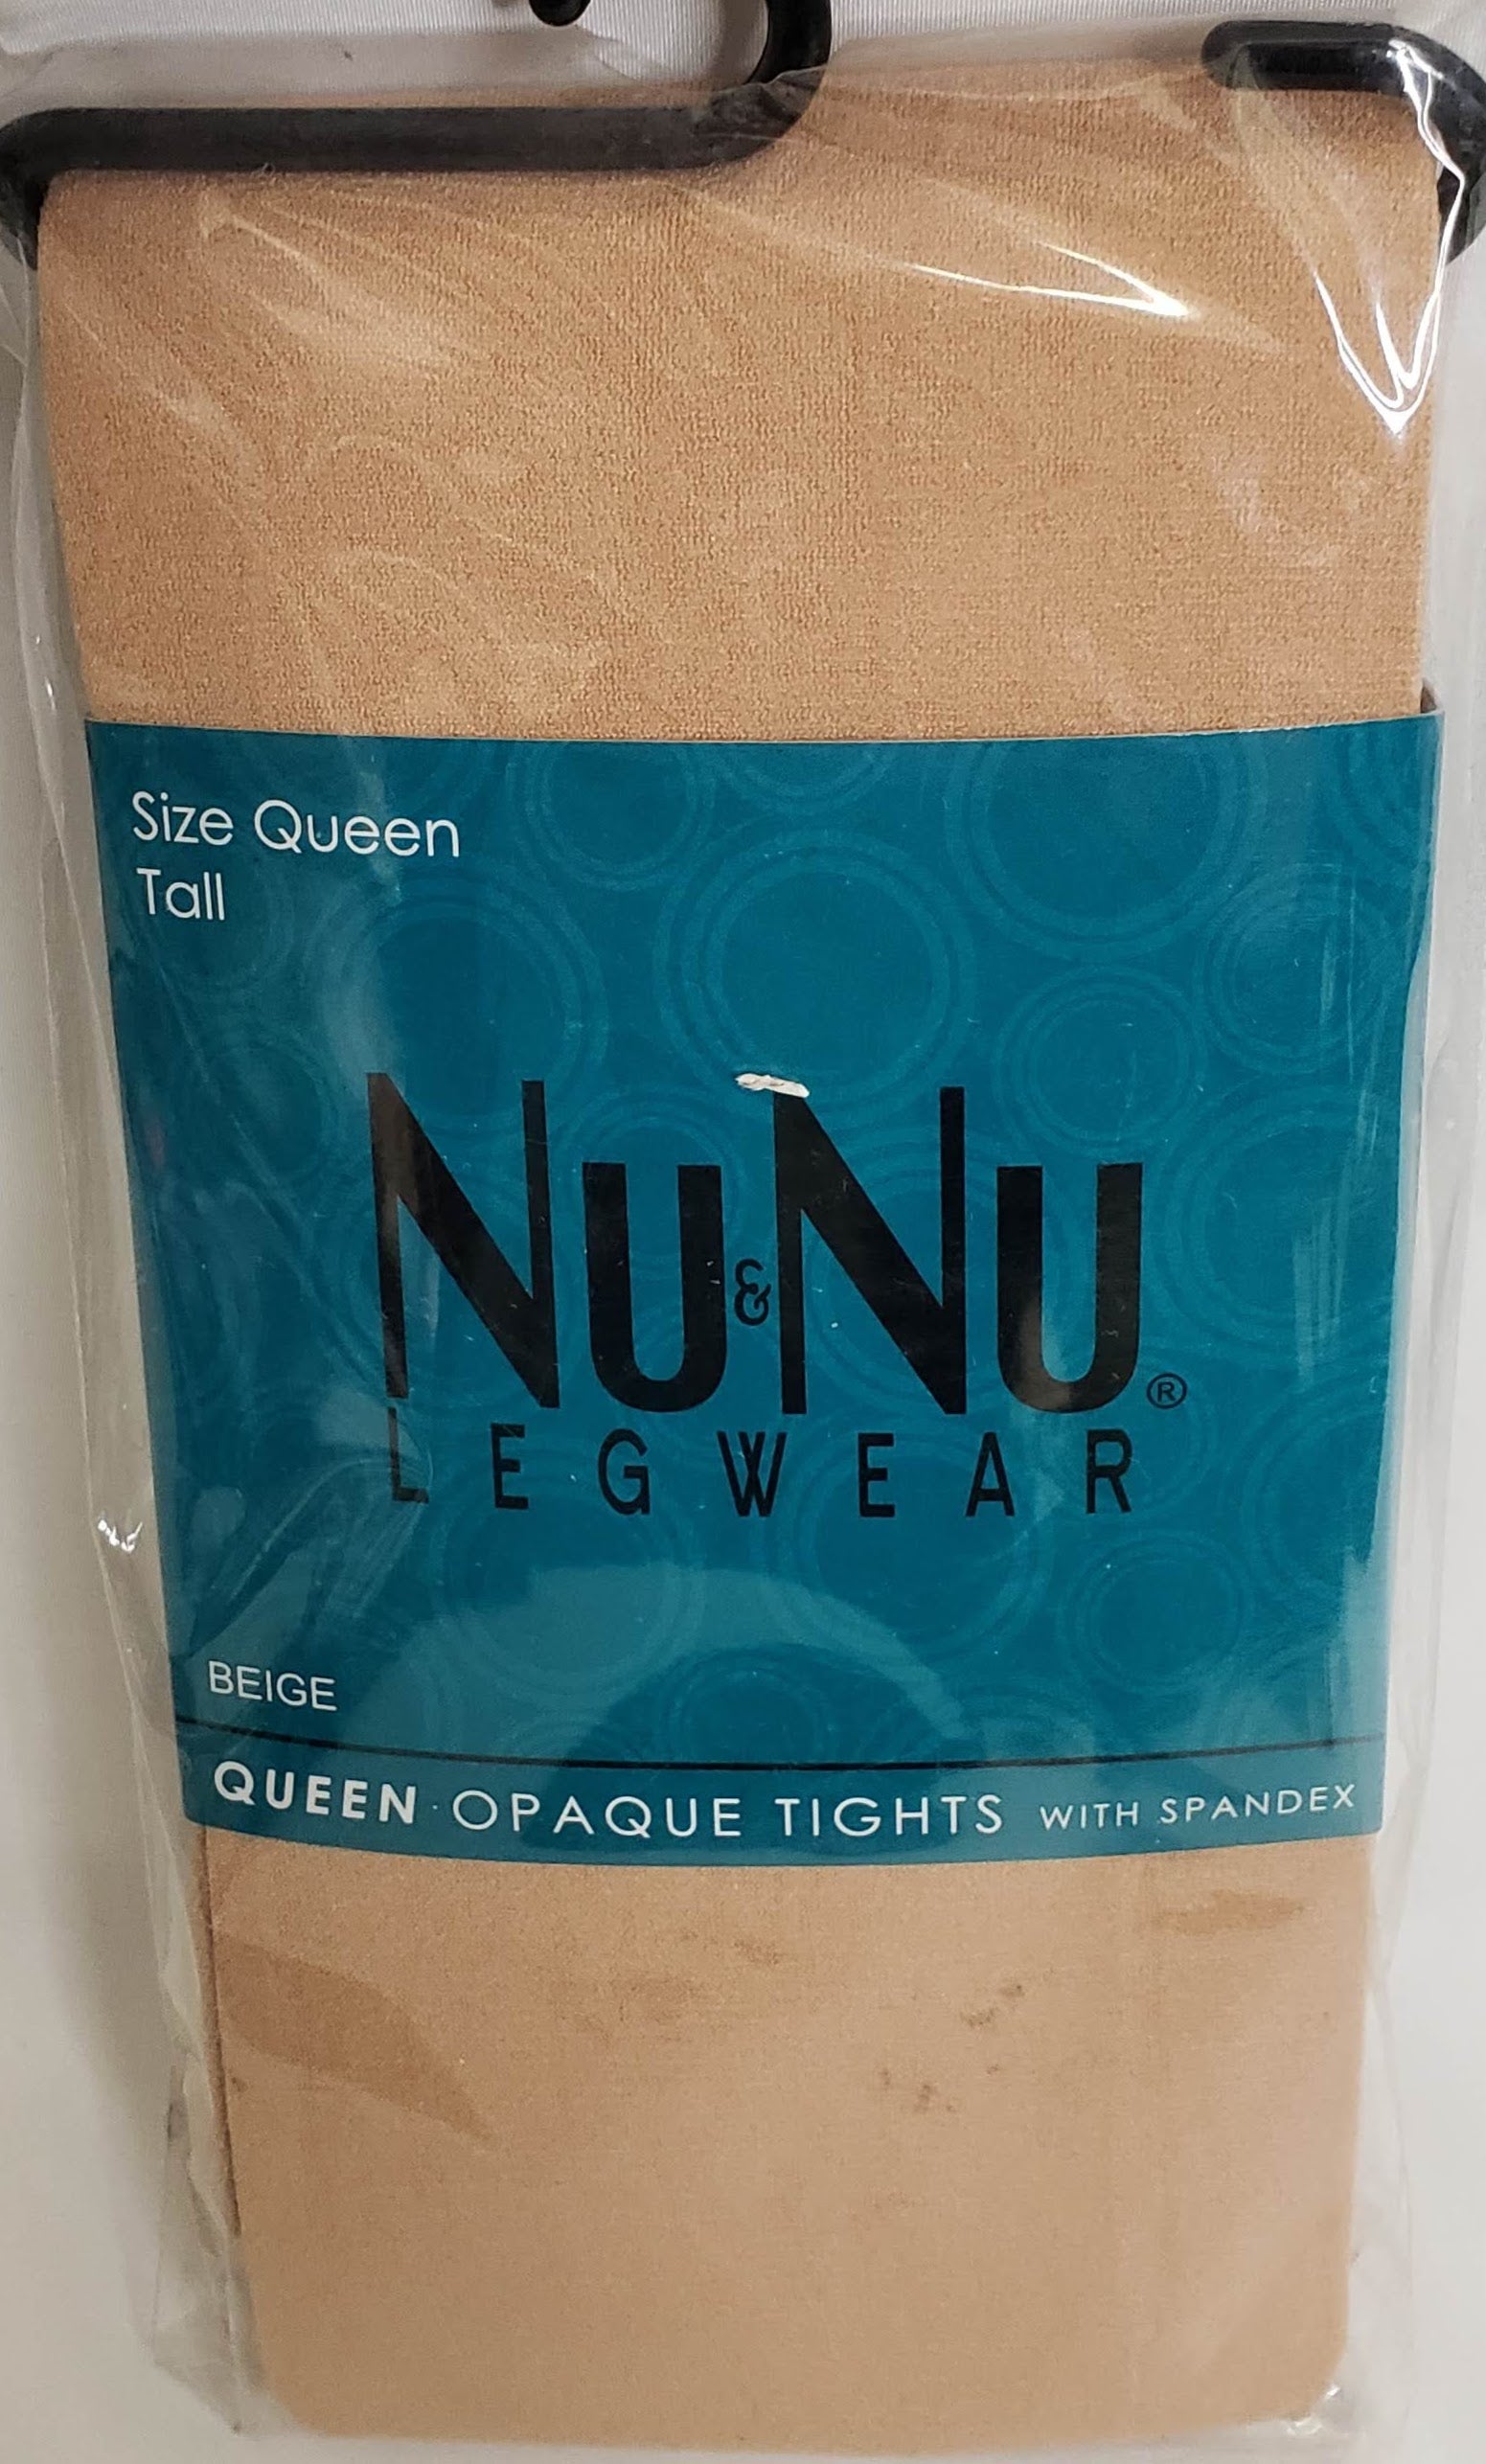 Size Queen
Tall
NU&NU®
LEGWEAR
BEIGE
QUEEN · OPAQUE TIGHTS WITH SPANDEX